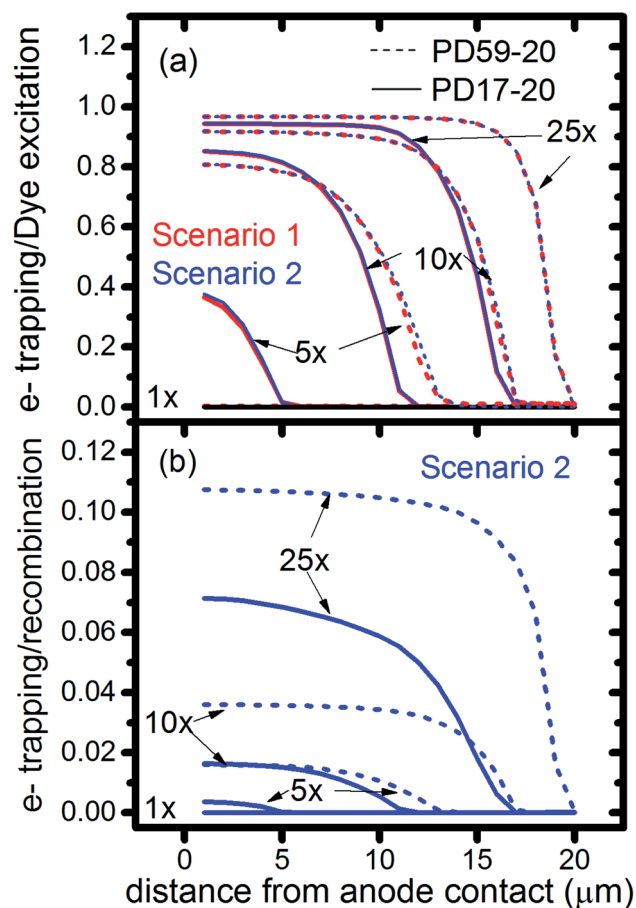 (a)
PD59-20
PD17-20
25x
Scenario 1
Scenario 2
10x
5x
1x
e- trapping/Dye excitation
1.2
1.0
0.8
0.6
0.4
0.2
0.0
(b)
Scenario 2
25x
10x
5x
1x
e- trapping/recombination
0.12
0.10
0.08
0.06
0.04
0.02
0.00
0 5 10 15 20
distance from anode contact (μm)